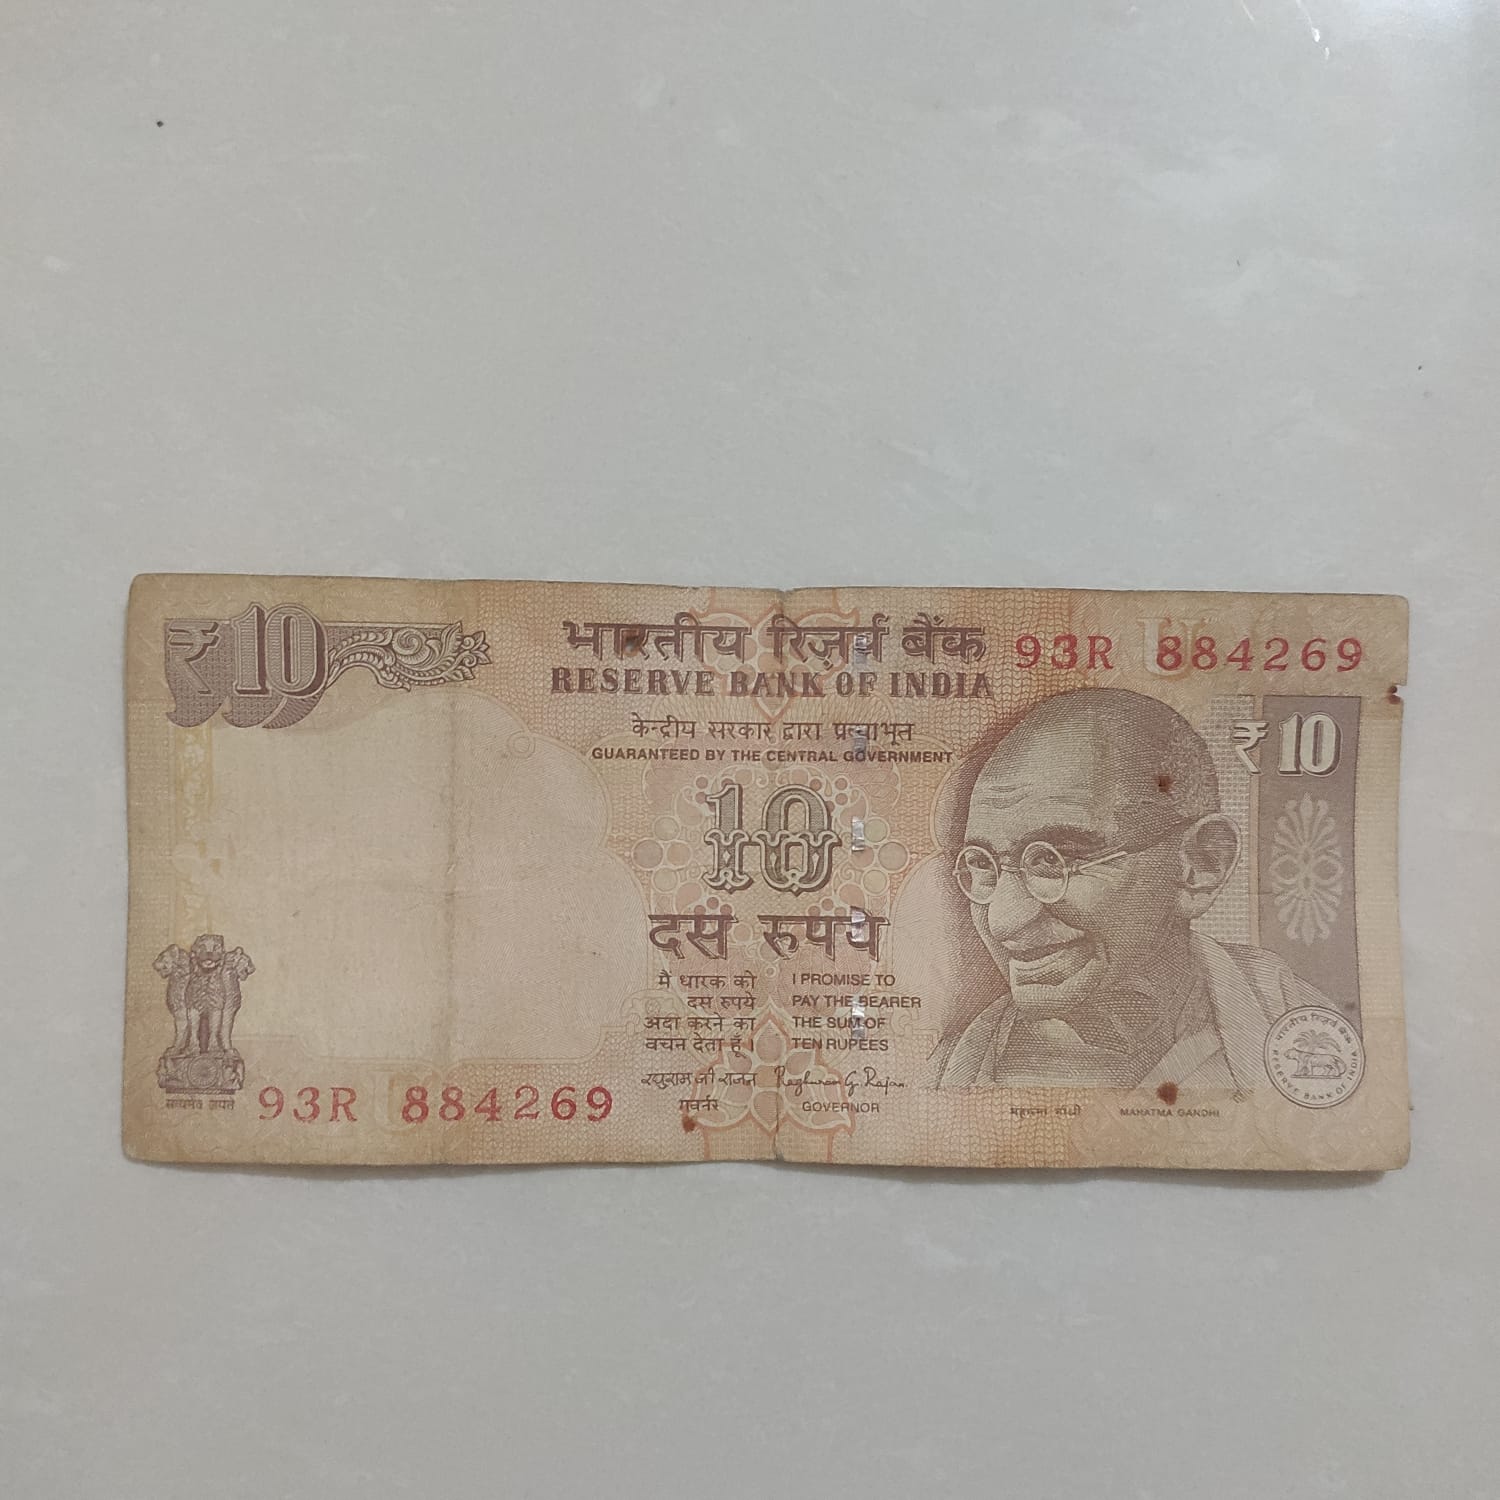 ₹10
भारतीय रिज़र्व बैंक
RESERVE BANK OF INDIA
93R 884269
केन्द्रीय सरकार द्वारा प्रत्याभूत
GUARANTEED BY THE CENTRAL GOVERNMENT
₹10
10
दस रुपये
मैं धारक को
दस रुपये
अदा करने का
वचन देता हूँ।
I PROMISE TO
PAY THE BEARER
THE SUM OF
TEN RUPEES
रघुराम जी राजन
Raghuram G Rajan
गवर्नर
GOVERNOR
सत्यमेव जयते
93R 884269
महात्मा गांधी
MAHATMA GANDHI
भारतीय रिज़र्व बैंक
RESERVE BANK OF INDIA